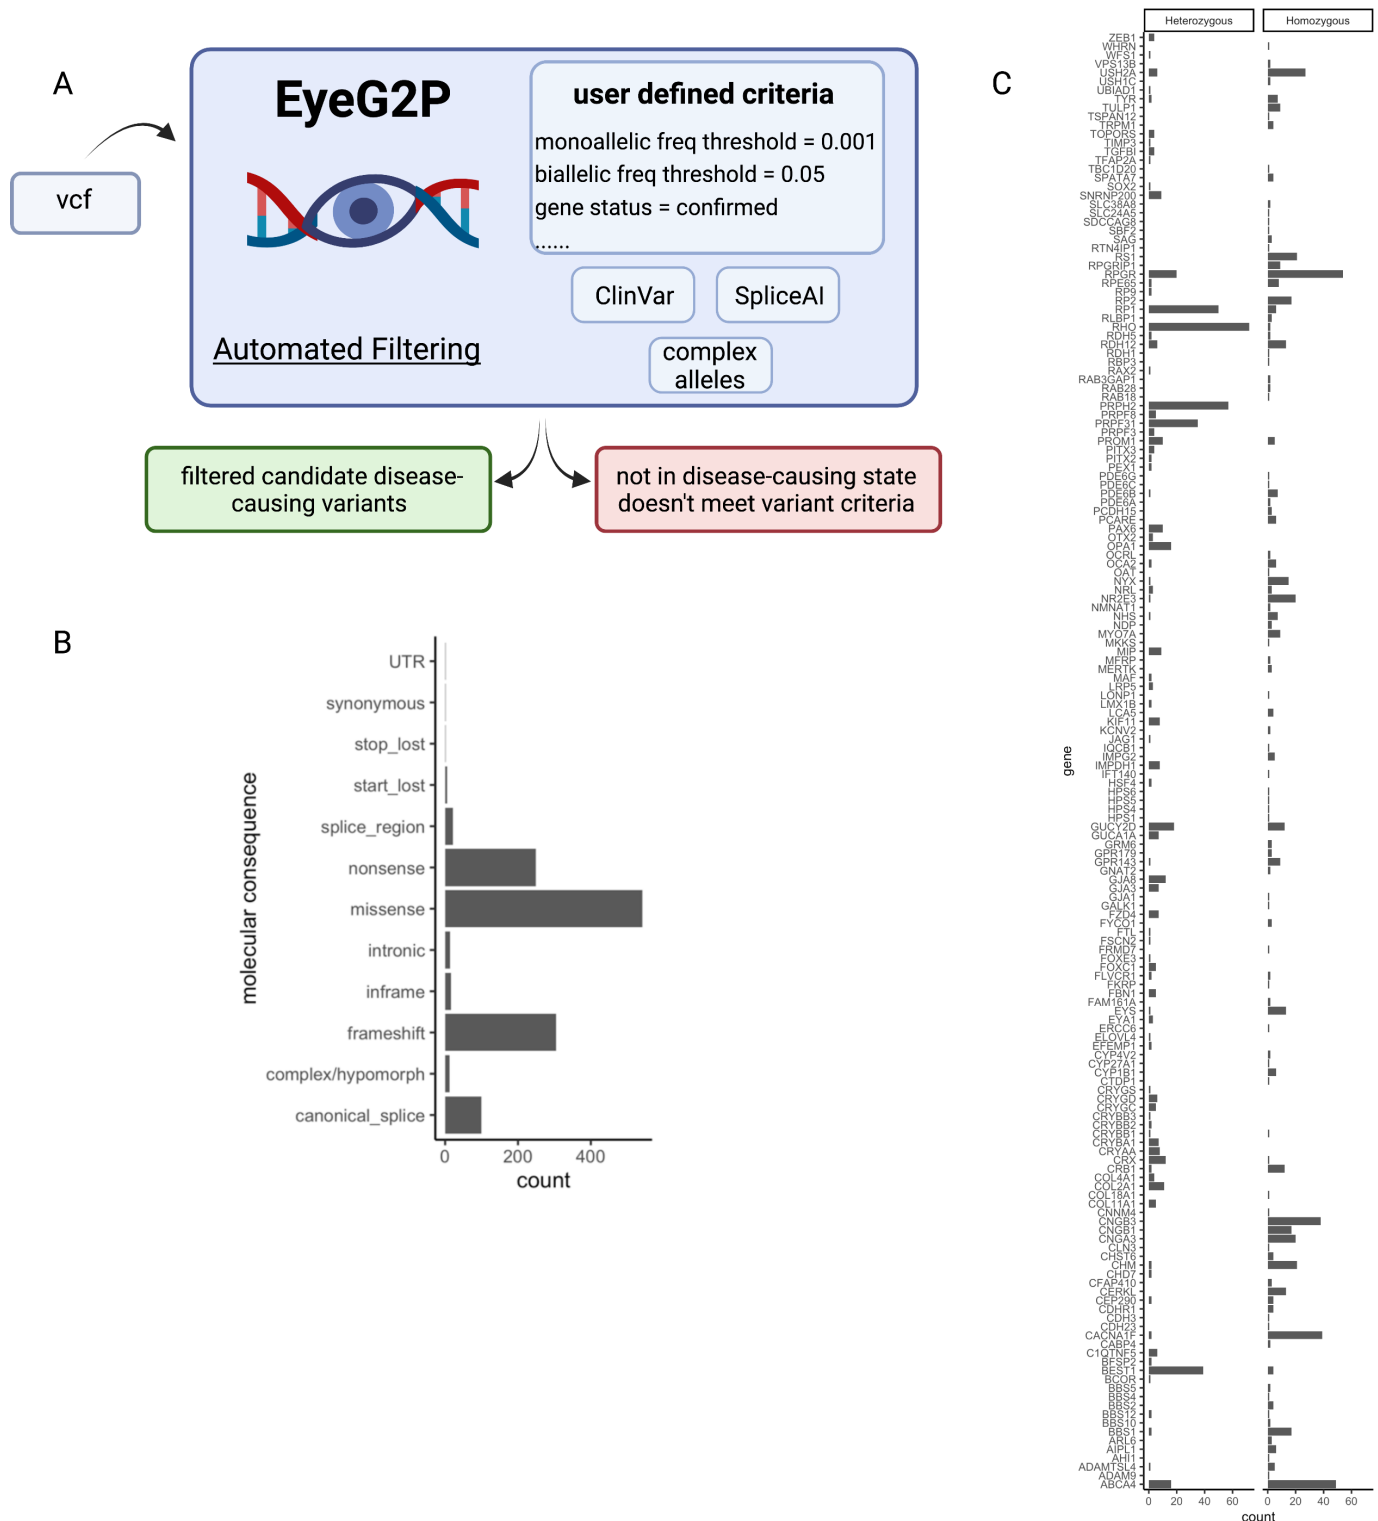 A
vcf
EyeG2P
Automated Filtering
user defined criteria
monoallelic freq threshold = 0.001
biallelic freq threshold = 0.05
gene status = confirmed
......
ClinVar
SpliceAI
complex
alleles
filtered candidate disease-
causing variants
not in disease-causing state
doesn't meet variant criteria
B
molecular consequence
UTR
synonymous
stop_lost
start_lost
splice_region
nonsense
missense
intronic
inframe
frameshift
complex/hypomorph
canonical_splice
0 200 400
count
C
Heterozygous Homozygous
gene
ZEB1
WHRN
WFS1
VPS13B
USH2A
USH1C
UBIAD1
TYR
TULP1
TSPAN12
TRPM1
TOPORS
TIMP3
TGFBI
TFAP2A
TBC1D20
SPATA7
SOX2
SNRNP200
SLC38A8
SLC24A5
SDCCAG8
SBF2
SAG
RTN4IP1
RS1
RPGRIP1
RPGR
RPE65
RP9
RP2
RP1
RLBP1
RHO
RDH5
RDH12
RDH1
RBP3
RAX2
RAB3GAP1
RAB28
RAB18
PRPH2
PRPF8
PRPF31
PRPF3
PROM1
PITX3
PITX2
PEX1
PDE6G
PDE6C
PDE6B
PDE6A
PCDH15
PCARE
PAX6
OTX2
OPA1
OCRL
OCA2
OAT
NYX
NRL
NR2E3
NMNAT1
NHS
NDP
MYO7A
MKKS
MIP
MFRP
MERTK
MAF
LRP5
LONP1
LMX1B
LCA5
KIF11
KCNV2
JAG1
IQCB1
IMPG2
IMPDH1
IFT140
HSF4
HPS6
HPS5
HPS4
HPS1
GUCY2D
GUCA1A
GRM6
GPR179
GPR143
GNAT2
GJA8
GJA3
GJA1
GALK1
FZD4
FYCO1
FTL
FSCN2
FRMD7
FOXE3
FOXC1
FLVCR1
FKRP
FBN1
FAM161A
EYS
EYA1
ERCC6
ELOVL4
EFEMP1
CYP4V2
CYP27A1
CYP1B1
CTDP1
CRYGS
CRYGD
CRYGC
CRYBB3
CRYBB2
CRYBB1
CRYBA1
CRYAA
CRX
CRB1
COL4A1
COL2A1
COL18A1
COL11A1
CNNM4
CNGB3
CNGB1
CNGA3
CLN3
CHST6
CHM
CHD7
CFAP410
CERKL
CEP290
CDHR1
CDH3
CDH23
CACNA1F
CABP4
C1QTNF5
BFSP2
BEST1
BCOR
BBS5
BBS4
BBS2
BBS12
BBS10
BBS1
ARL6
AIPL1
AHI1
ADAMTSL4
ADAM9
ABCA4
0 20 40 60 0 20 40 60
count